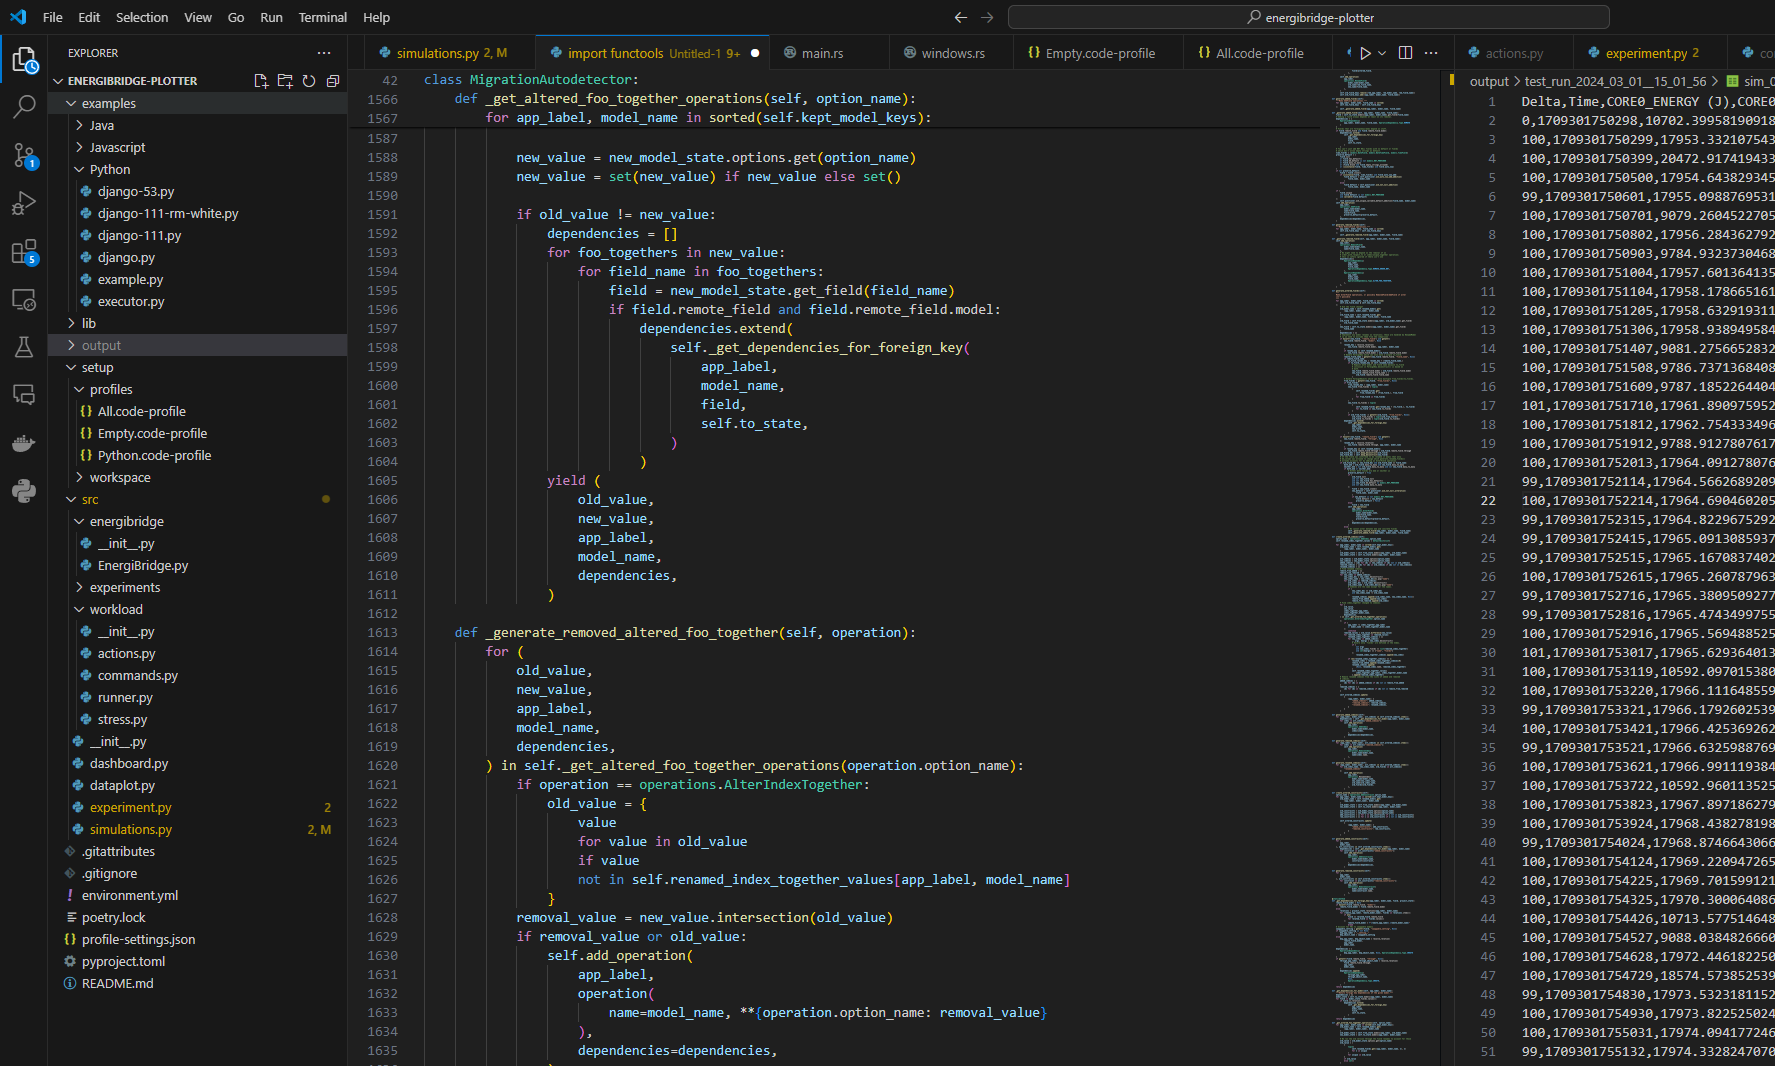 File Edit Selection View Go Run Terminal Help
energibridge-plotter
EXPLORER
ENERGIBRIDGE-PLOTTER
examples
Java
Javascript
Python
django-53.py
django-111-rm-white.py
django-111.py
django.py
example.py
executor.py
lib
output
setup
profiles
All.code-profile
Empty.code-profile
Python.code-profile
workspace
src
energibridge
__init__.py
EnergiBridge.py
experiments
workload
__init__.py
actions.py
commands.py
runner.py
stress.py
__init__.py
dashboard.py
dataplot.py
experiment.py 2
simulations.py 2, M
.gitattributes
.gitignore
environment.yml
poetry.lock
profile-settings.json
pyproject.toml
README.md
1
5
simulations.py 2, M
import functools Untitled-1 9+
main.rs
windows.rs
Empty.code-profile
All.code-profile
42 class MigrationAutodetector:
1566 def _get_altered_foo_together_operations(self, option_name):
1567 for app_label, model_name in sorted(self.kept_model_keys):
1587
1588 new_value = new_model_state.options.get(option_name)
1589 new_value = set(new_value) if new_value else set()
1590
1591 if old_value != new_value:
1592 dependencies = []
1593 for foo_togethers in new_value:
1594 for field_name in foo_togethers:
1595 field = new_model_state.get_field(field_name)
1596 if field.remote_field and field.remote_field.model:
1597 dependencies.extend(
1598 self._get_dependencies_for_foreign_key(
1599 app_label,
1600 model_name,
1601 field,
1602 self.to_state,
1603 )
1604 )
1605 yield (
1606 old_value,
1607 new_value,
1608 app_label,
1609 model_name,
1610 dependencies,
1611 )
1612
1613 def _generate_removed_altered_foo_together(self, operation):
1614 for (
1615 old_value,
1616 new_value,
1617 app_label,
1618 model_name,
1619 dependencies,
1620 ) in self._get_altered_foo_together_operations(operation.option_name):
1621 if operation == operations.AlterIndexTogether:
1622 old_value = {
1623 value
1624 for value in old_value
1625 if value
1626 not in self.renamed_index_together_values[app_label, model_name]
1627 }
1628 removal_value = new_value.intersection(old_value)
1629 if removal_value or old_value:
1630 self.add_operation(
1631 app_label,
1632 operation(
1633 name=model_name, **{operation.option_name: removal_value}
1634 ),
1635 dependencies=dependencies,
actions.py
experiment.py 2
output > test_run_2024_03_01__15_01_56 > sim_0
1 Delta,Time,CORE0_ENERGY (J),CORE0
2 0,1709301750298,10702.39958190918
3 100,1709301750299,17953.332107543
4 100,1709301750399,20472.917419433
5 100,1709301750500,17954.643829345
6 99,1709301750601,17955.0988769531
7 100,1709301750701,9079.2604522705
8 100,1709301750802,17956.284362792
9 100,1709301750903,9784.9323730468
10 100,1709301751004,17957.601364135
11 100,1709301751104,17958.178665161
12 100,1709301751205,17958.632919311
13 100,1709301751306,17958.938949584
14 100,1709301751407,9081.2756652832
15 100,1709301751508,9786.7371368408
16 100,1709301751609,9787.1852264404
17 101,1709301751710,17961.890975952
18 100,1709301751812,17962.754333496
19 100,1709301751912,9788.9127807617
20 100,1709301752013,17964.091278076
21 99,1709301752114,17964.5662689209
22 100,1709301752214,17964.690460205
23 99,1709301752315,17964.8229675292
24 99,1709301752415,17965.0913085937
25 99,1709301752515,17965.1670837402
26 100,1709301752615,17965.260787963
27 99,1709301752716,17965.3809509277
28 99,1709301752816,17965.4743499755
29 100,1709301752916,17965.569488525
30 101,1709301753017,17965.629364013
31 100,1709301753119,10592.097015380
32 100,1709301753220,17966.111648559
33 99,1709301753321,17966.1792602539
34 100,1709301753421,17966.425369262
35 99,1709301753521,17966.6325988769
36 100,1709301753621,17966.991119384
37 100,1709301753722,10592.960113525
38 100,1709301753823,17967.897186279
39 100,1709301753924,17968.438278198
40 99,1709301754024,17968.8746643066
41 100,1709301754124,17969.220947265
42 100,1709301754225,17969.701599121
43 100,1709301754325,17970.300064086
44 100,1709301754426,10713.577514648
45 100,1709301754527,9088.0384826660
46 100,1709301754628,17972.446182250
47 100,1709301754729,18574.573852539
48 99,1709301754830,17973.5323181152
49 100,1709301754930,17973.822525024
50 100,1709301755031,17974.094177246
51 99,1709301755132,17974.3328247070